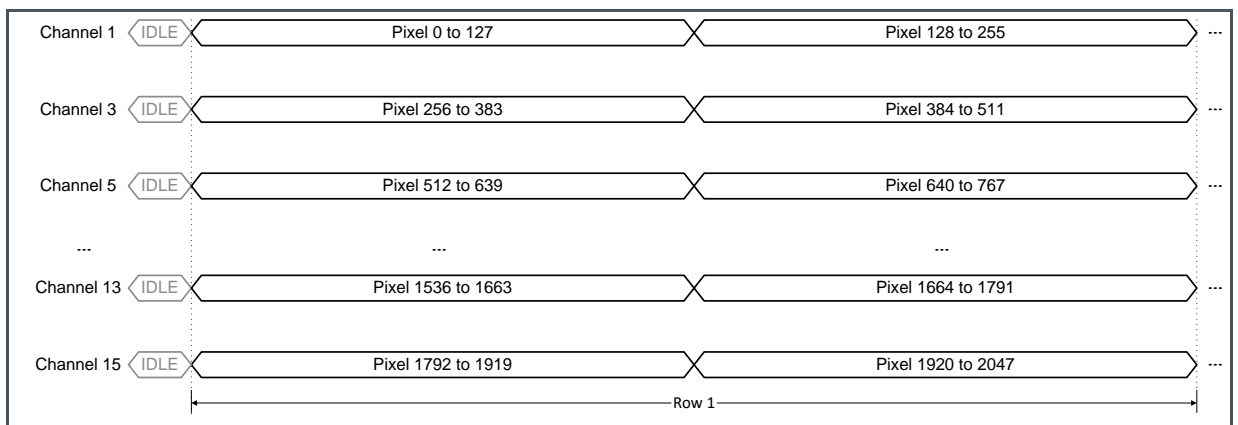 Channel 1 IDLE Pixel 0 to 127 Pixel 128 to 255 ---
Channel 3 IDLE Pixel 256 to 383 Pixel 384 to 511 ---
Channel 5 IDLE Pixel 512 to 639 Pixel 640 to 767 ---
--- --- ---
Channel 13 IDLE Pixel 1536 to 1663 Pixel 1664 to 1791 ---
Channel 15 IDLE Pixel 1792 to 1919 Pixel 1920 to 2047 ---
Row 1